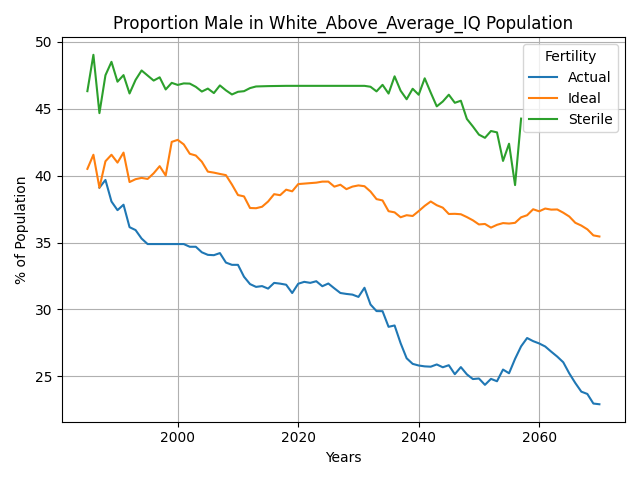 Proportion Male in White_Above_Average_IQ Population
50
45
40
35
30
25
% of Population
Fertility
Actual
Ideal
Sterile
2000
2020
2040
2060
Years